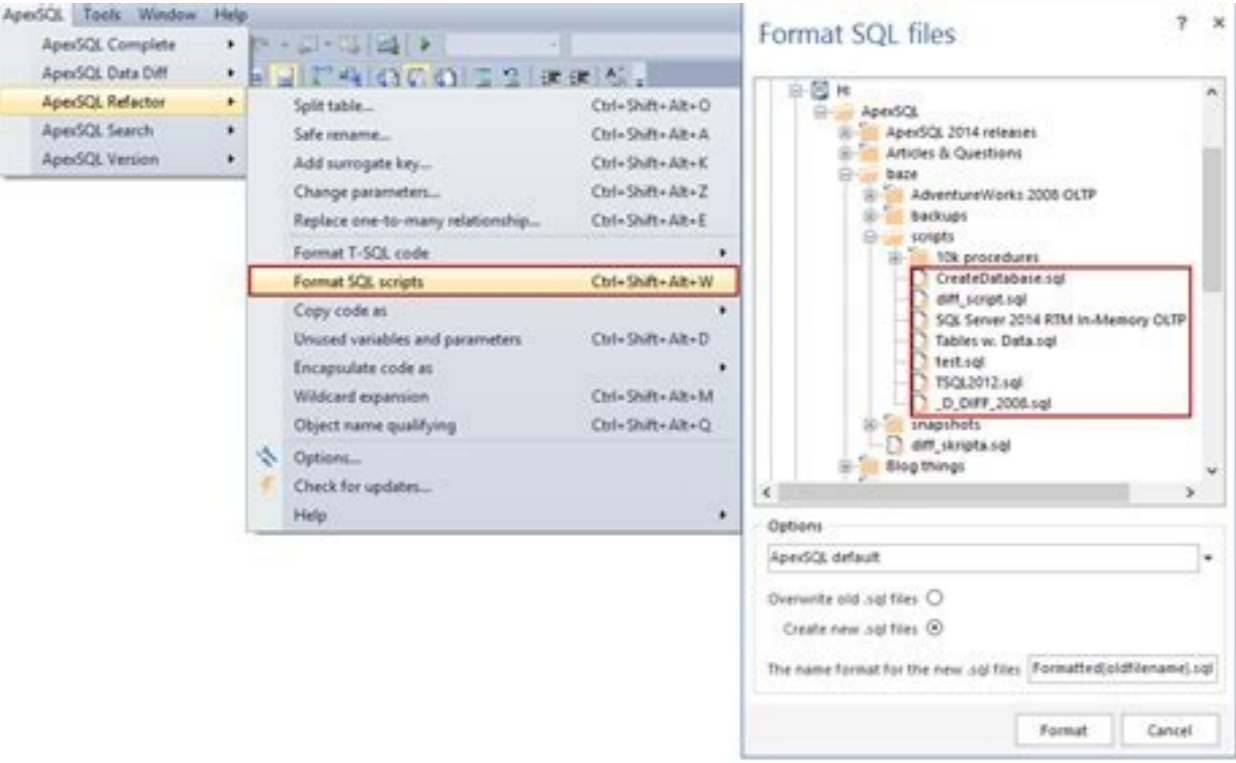 ApexSQL Tools Window Help
ApexSQL Complete
ApexSQL Data Diff
ApexSQL Refactor
ApexSQL Search
ApexSQL Version
Split table... Ctrl+Shift+Alt+O
Safe rename... Ctrl+Shift+Alt+A
Add surrogate key... Ctrl+Shift+Alt+K
Change parameters... Ctrl+Shift+Alt+Z
Replace one-to-many relationship... Ctrl+Shift+Alt+E
Format T-SQL code
Format SQL scripts Ctrl+Shift+Alt+W
Copy code as
Unused variables and parameters Ctrl+Shift+Alt+D
Encapsulate code as
Wildcard expansion Ctrl+Shift+Alt+M
Object name qualifying Ctrl+Shift+Alt+Q
Options...
Check for updates...
Help
Format SQL files
ApexSQL
ApexSQL 2014 releases
Articles & Questions
baze
AdventureWorks 2008 OLTP
backups
scripts
10k procedures
CreateDatabase.sql
diff_script.sql
SQL Server 2014 RTM In-Memory OLTP
Tables w. Data.sql
test.sql
TSQL2012.sql
_D_DIFF_2008.sql
snapshots
diff_skripta.sql
Blog things
Options
ApexSQL default
Overwrite old .sql files
Create new .sql files
The name format for the new .sql files Formatted(oldfilename).sql
Format Cancel